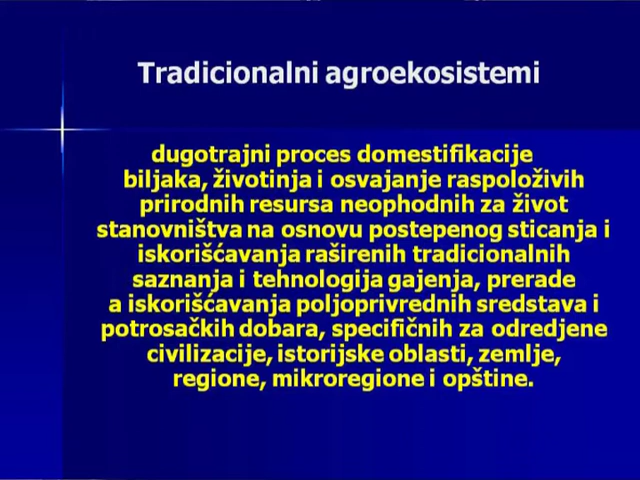 Tradicionalni agroekosistemi
dugotrajni proces domestifikacije
biljaka, životinja i osvajanje raspoloživih
prirodnih resursa neophodnih za život
stanovništva na osnovu postepenog sticanja i
iskorišćavanja raširenih tradicionalnih
saznanja i tehnologija gajenja, prerade
a iskorišćavanja poljoprivrednih sredstava i
potrosačkih dobara, specifičnih za odredjene
civilizacije, istorijske oblasti, zemlje,
regione, mikroregione i opštine.